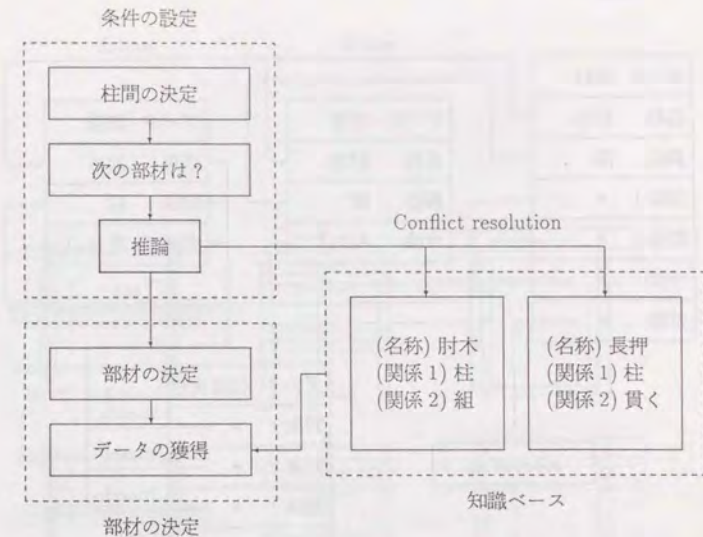 条件の設定
柱間の決定
次の部材は?
推論
Conflict resolution
(名称) 肘木
(関係 1) 柱
(関係 2) 組
(名称) 長押
(関係 1) 柱
(関係 2) 貫く
部材の決定
データの獲得
知識ベース
部材の決定